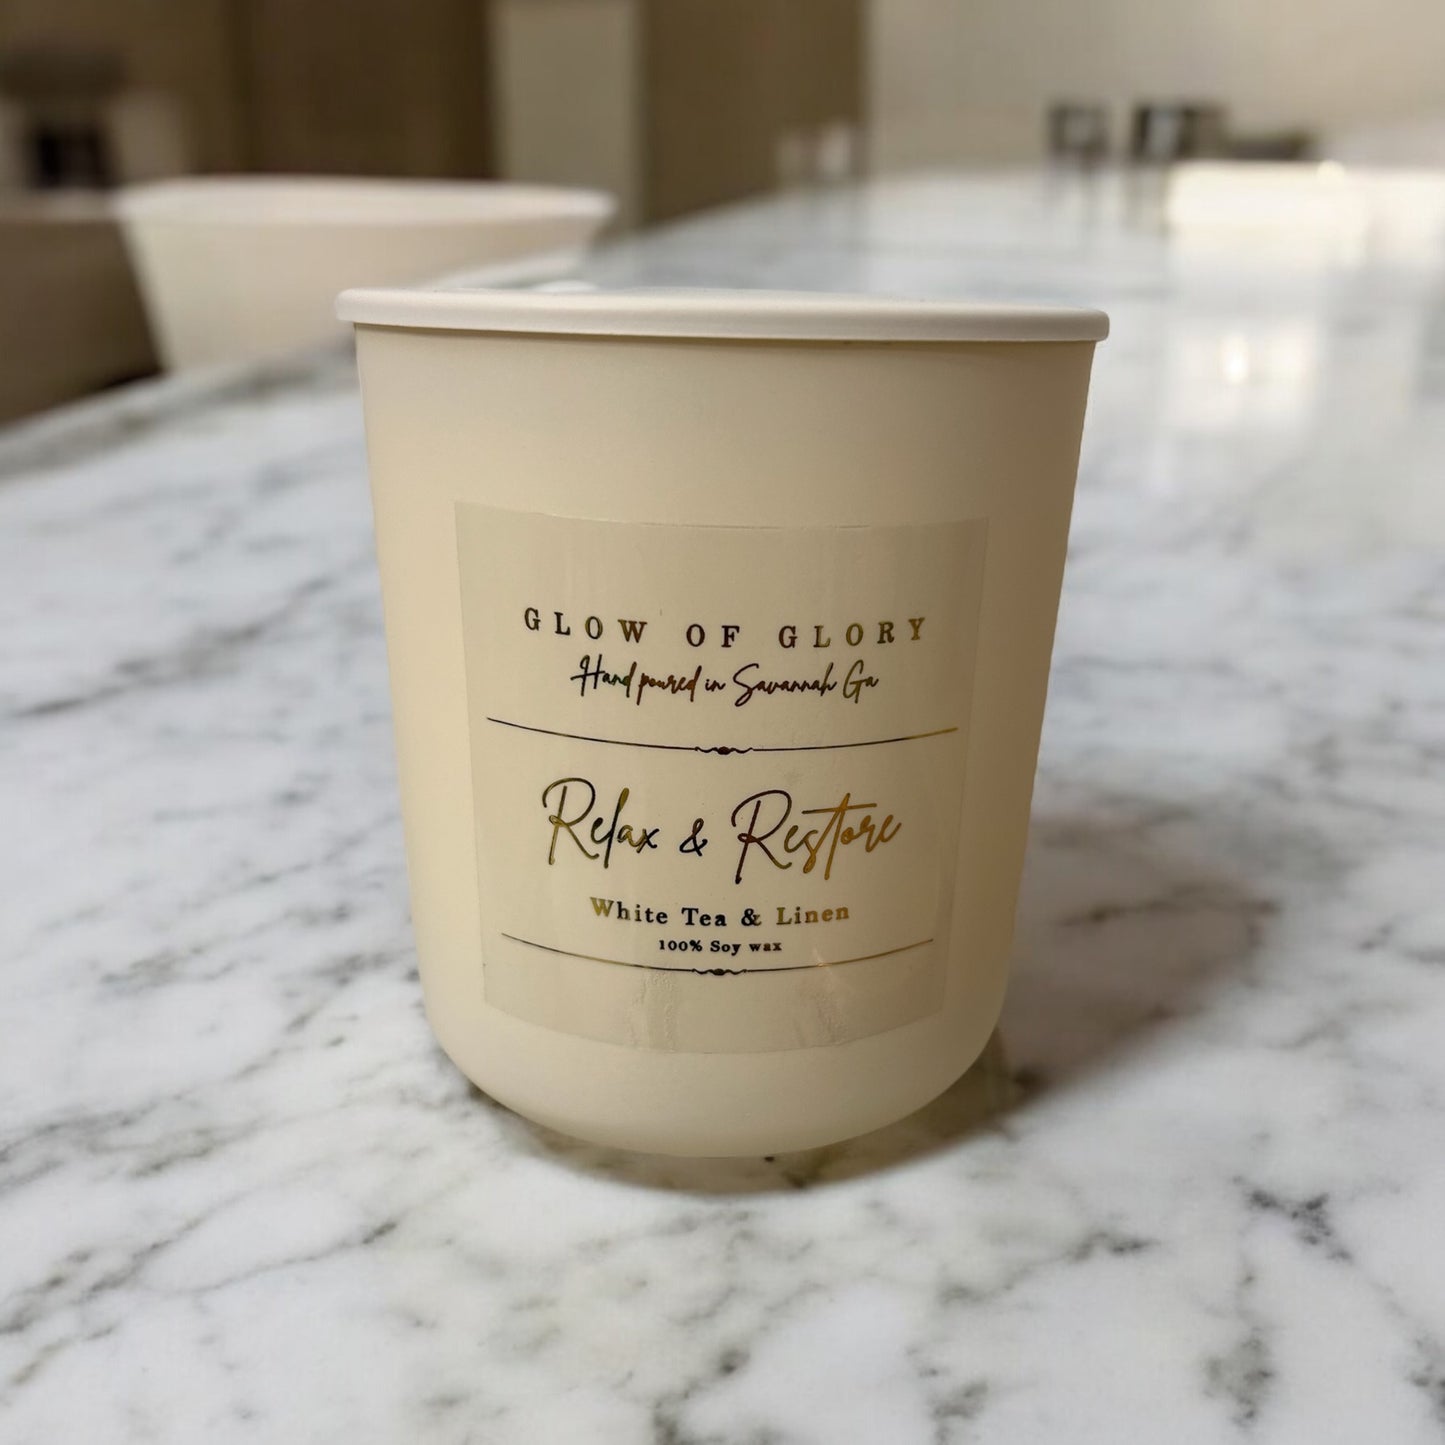 GLOW OF GLORY
Hand poured in Savannah Ga
Relax & Restore
White Tea & Linen
100% Soy wax